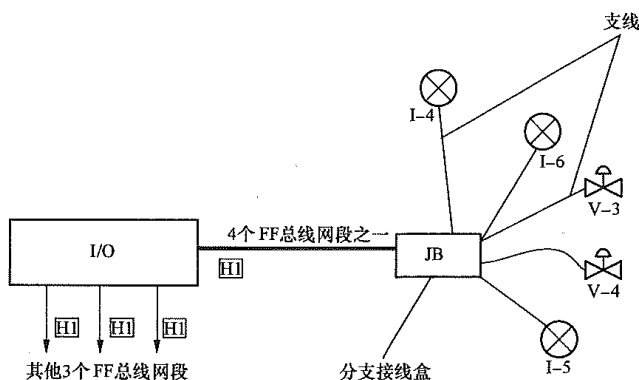 支线
I-4
I-6
V-3
4个FF总线网段之一
I/O
JB
H1
V-4
H1
H1
H1
其他3个FF总线网段
分支接线盒
I-5